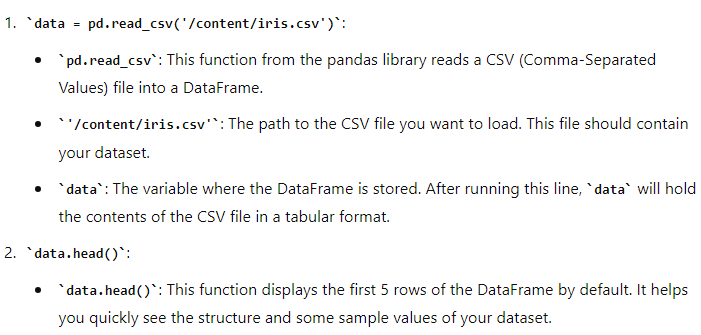 1. `data = pd.read_csv('/content/iris.csv')`:
• `pd.read_csv`: This function from the pandas library reads a CSV (Comma-Separated
Values) file into a DataFrame.
• `'/content/iris.csv'`: The path to the CSV file you want to load. This file should contain
your dataset.
• `data`: The variable where the DataFrame is stored. After running this line, `data` will hold
the contents of the CSV file in a tabular format.
2. `data.head()`:
• `data.head()`: This function displays the first 5 rows of the DataFrame by default. It helps
you quickly see the structure and some sample values of your dataset.